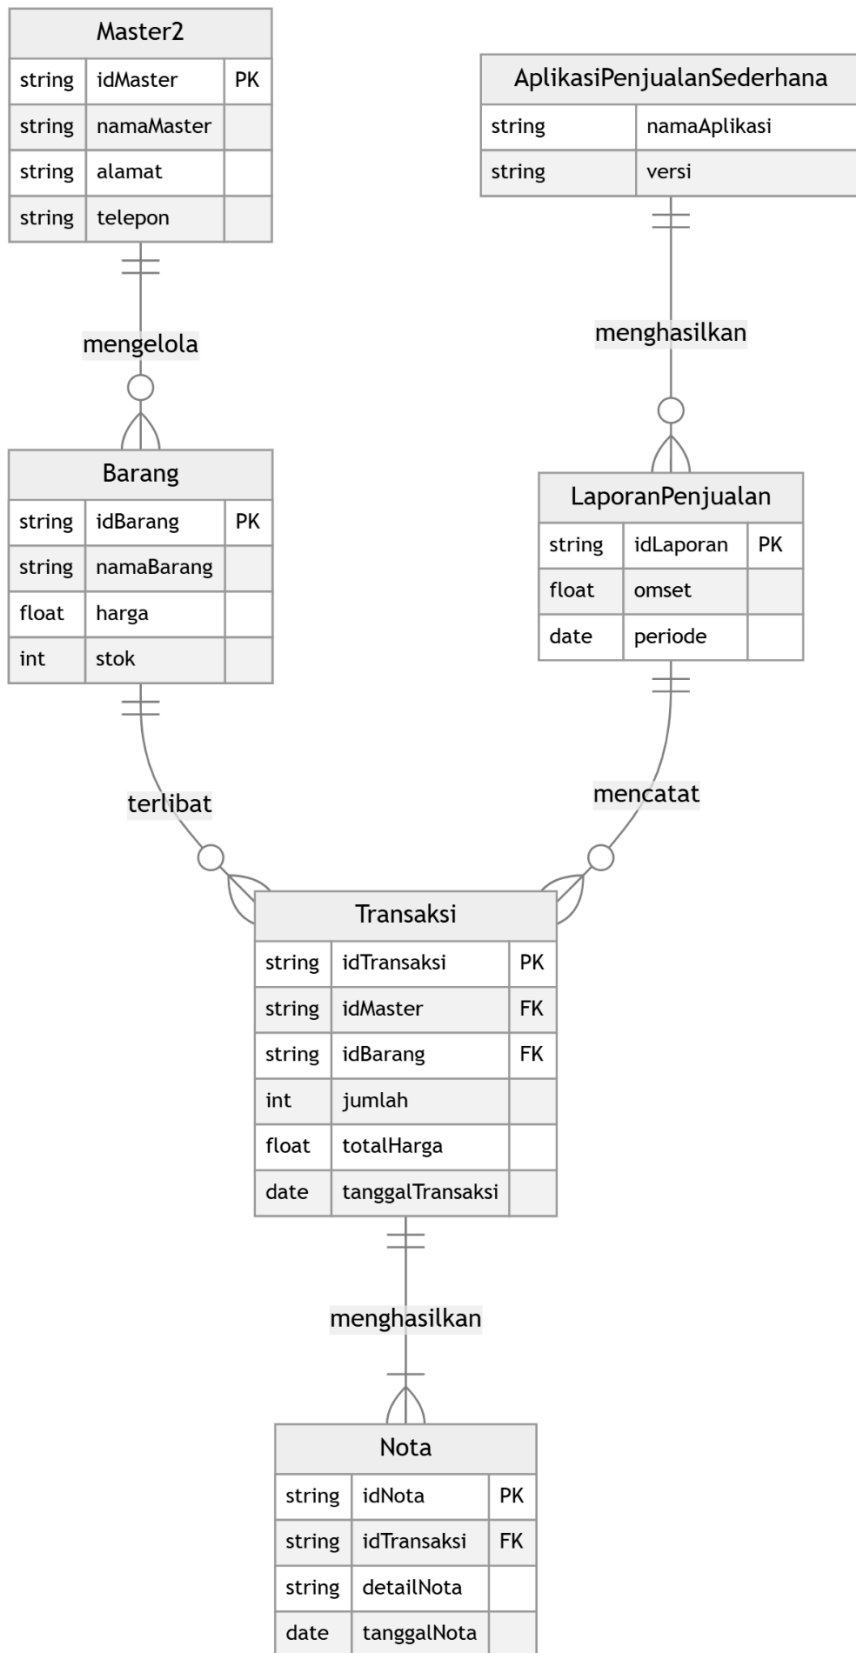 Master2
string idMaster PK
string namaMaster
string alamat
string telepon
AplikasiPenjualanSederhana
string namaAplikasi
string versi
mengelola
menghasilkan
Barang
string idBarang PK
string namaBarang
float harga
int stok
LaporanPenjualan
string idLaporan PK
float omset
date periode
terlibat
mencatat
Transaksi
string idTransaksi PK
string idMaster FK
string idBarang FK
int jumlah
float totalHarga
date tanggalTransaksi
menghasilkan
Nota
string idNota PK
string idTransaksi FK
string detailNota
date tanggalNota